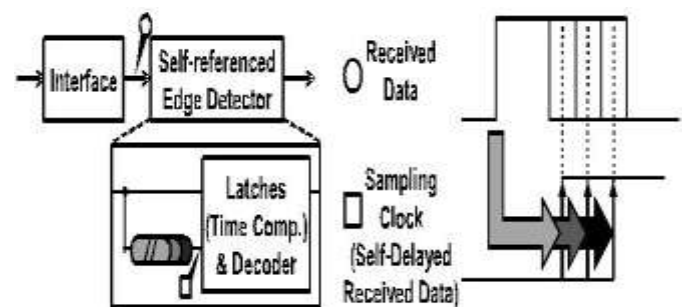 Interface
Self-referenced
Edge Detector
Received
Data
Latches
(Time Comp.)
& Decoder
Sampling
Clock
(Self-Delayed
Received Data)